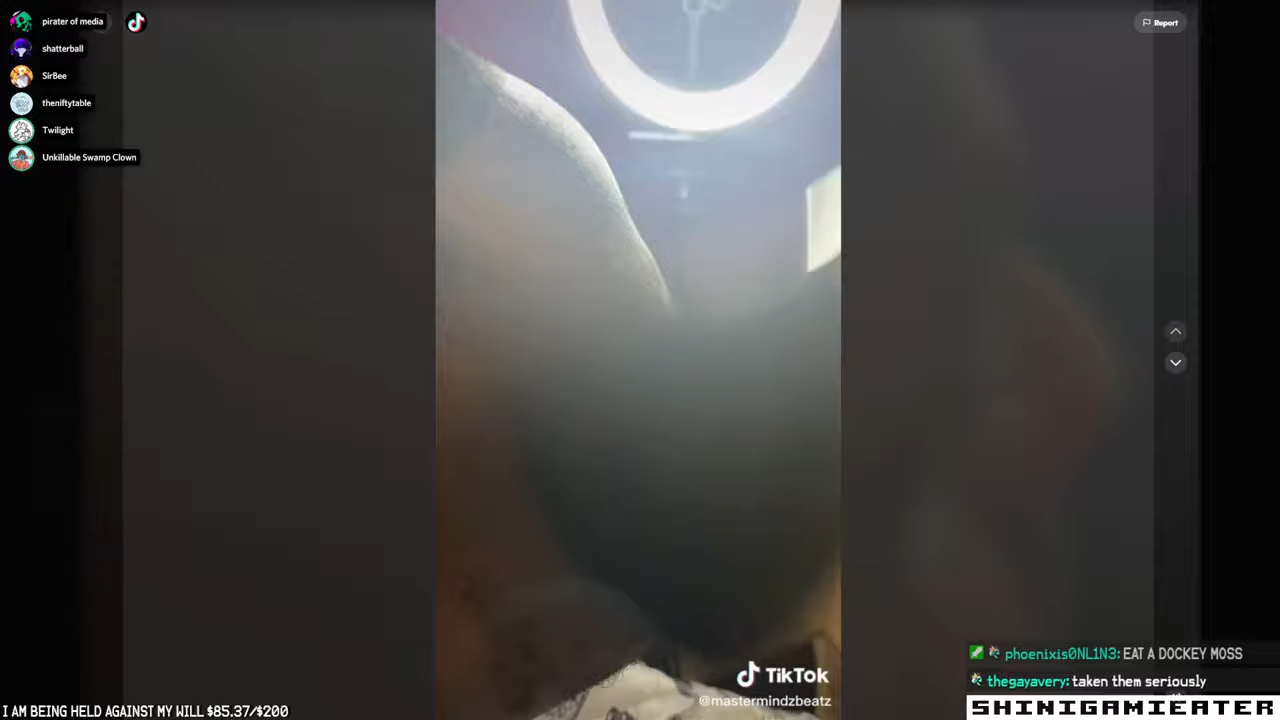 pirater of media
Report
shatterball
SirBee
theniftytable
Twilight
Unkillable Swamp Clown
phoenixis0NL1N3: EAT A DOCKEY MOSS
TikTok
thegayavery: taken them seriously
@mastermindzbeatz
I AM BEING HELD AGAINST MY WILL $85.37/$200
SHINIGAMIEATER